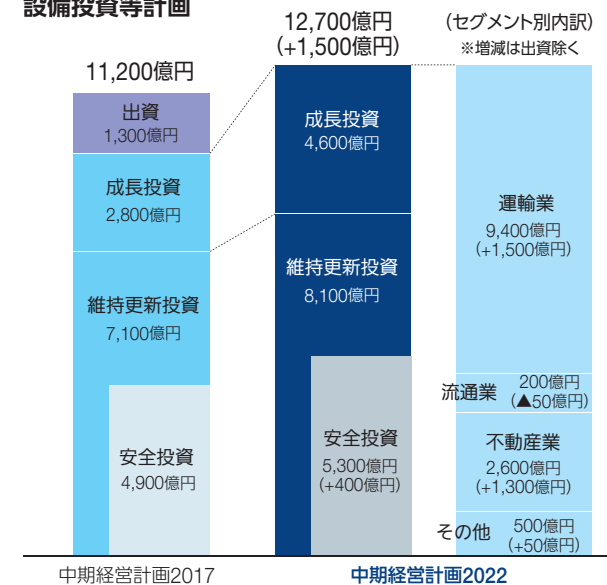 設備投資等計画
11,200億円
出資
1,300億円
成長投資
2,800億円
維持更新投資
7,100億円
安全投資
4,900億円
中期経営計画2017
12,700億円
(+1,500億円)
成長投資
4,600億円
維持更新投資
8,100億円
安全投資
5,300億円
(+400億円)
中期経営計画2022
(セグメント別内訳)
※増減は出資除く
運輸業
9,400億円
(+1,500億円)
流通業 200億円
(▲50億円)
不動産業
2,600億円
(+1,300億円)
その他 500億円
(+50億円)